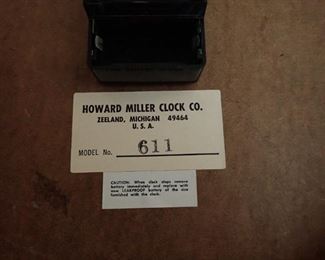 HOWARD MILLER CLOCK CO.
ZEELAND, MICHIGAN 49464
U. S. A.
MODEL No. 611
CAUTION: When clock stops remove
battery immediately and replace with
new LEAKPROOF battery of the size
furnished with the clock.